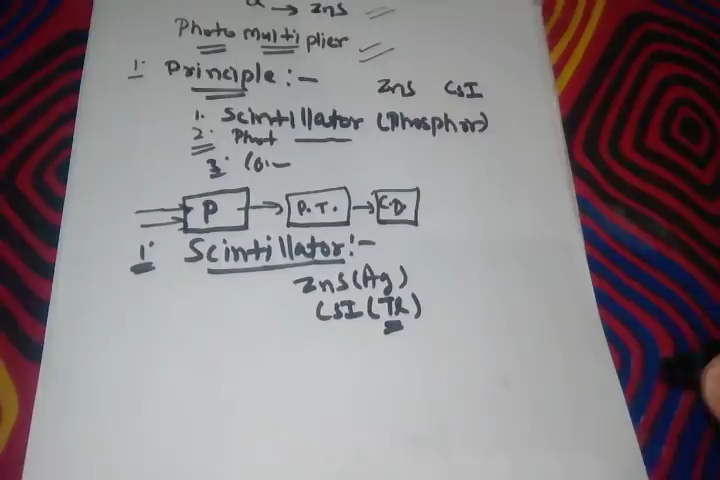 α → ZnS
Photo multiplier
1. Principle :-
ZnS CsI
1. Scintillator (Phosphor)
2. Phot
3.
P → P.T. → C.D
1. Scintillator :-
ZnS(Ag)
CsI(Tl)